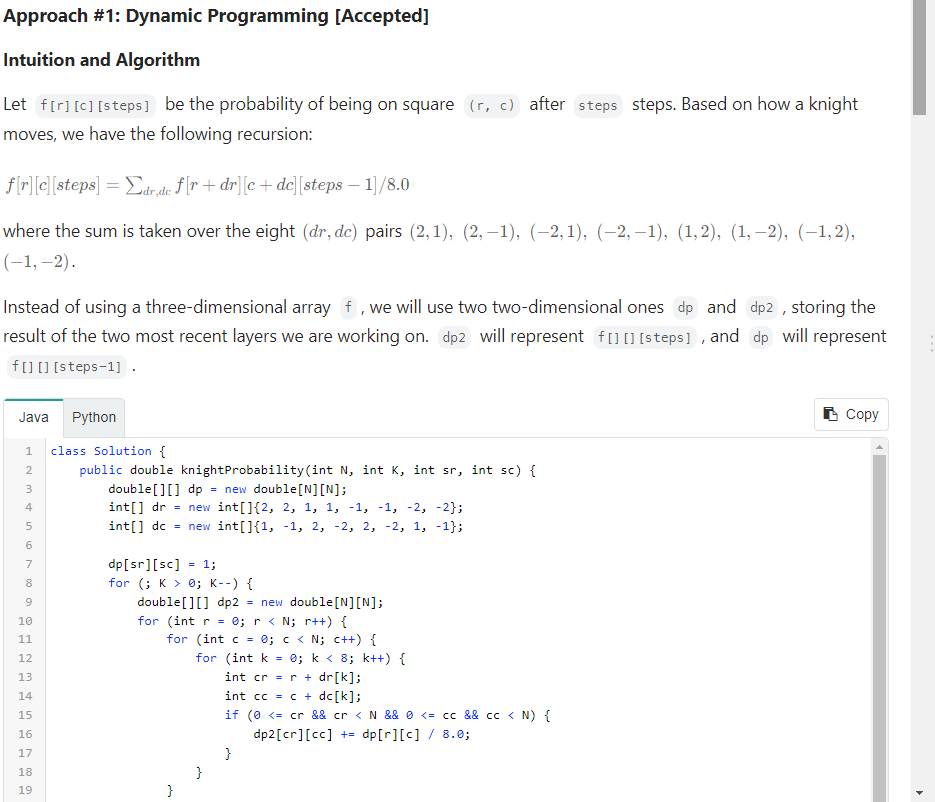 Approach #1: Dynamic Programming [Accepted]
Intuition and Algorithm
Let f[r][c][steps] be the probability of being on square (r, c) after steps steps. Based on how a knight
moves, we have the following recursion:
f[r][c][steps] = ∑dr,dc f[r + dr][c + dc][steps − 1]/8.0
where the sum is taken over the eight (dr, dc) pairs (2, 1), (2, −1), (−2, 1), (−2, −1), (1, 2), (1, −2), (−1, 2),
(−1, −2).
Instead of using a three-dimensional array f , we will use two two-dimensional ones dp and dp2 , storing the
result of the two most recent layers we are working on. dp2 will represent f[][][steps] , and dp will represent
f[][][steps-1] .
Java Python Copy
1 class Solution {
2     public double knightProbability(int N, int K, int sr, int sc) {
3         double[][] dp = new double[N][N];
4         int[] dr = new int[]{2, 2, 1, 1, -1, -1, -2, -2};
5         int[] dc = new int[]{1, -1, 2, -2, 2, -2, 1, -1};
6
7         dp[sr][sc] = 1;
8         for (; K > 0; K--) {
9             double[][] dp2 = new double[N][N];
10             for (int r = 0; r < N; r++) {
11                 for (int c = 0; c < N; c++) {
12                     for (int k = 0; k < 8; k++) {
13                         int cr = r + dr[k];
14                         int cc = c + dc[k];
15                         if (0 <= cr && cr < N && 0 <= cc && cc < N) {
16                             dp2[cr][cc] += dp[r][c] / 8.0;
17                         }
18                     }
19                 }